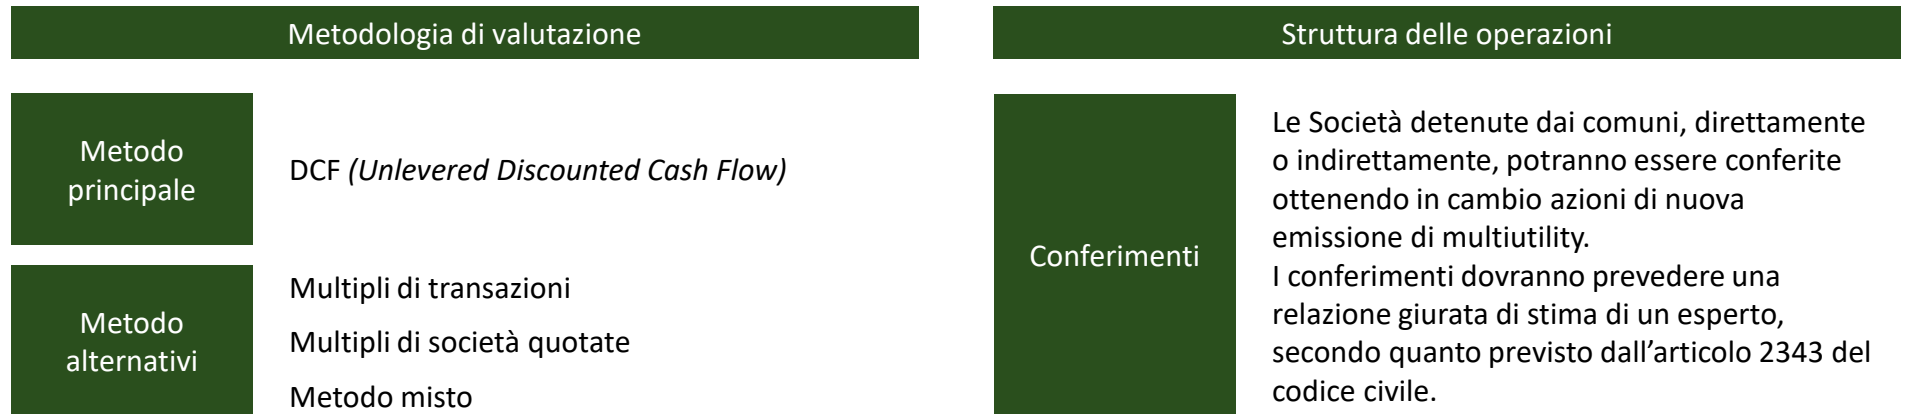 Metodologia di valutazione
Metodo
principale
DCF (Unlevered Discounted Cash Flow)
Metodo
alternativi
Multipli di transazioni
Multipli di società quotate
Metodo misto
Struttura delle operazioni
Conferimenti
Le Società detenute dai comuni, direttamente
o indirettamente, potranno essere conferite
ottenendo in cambio azioni di nuova
emissione di multiutility.
I conferimenti dovranno prevedere una
relazione giurata di stima di un esperto,
secondo quanto previsto dall’articolo 2343 del
codice civile.